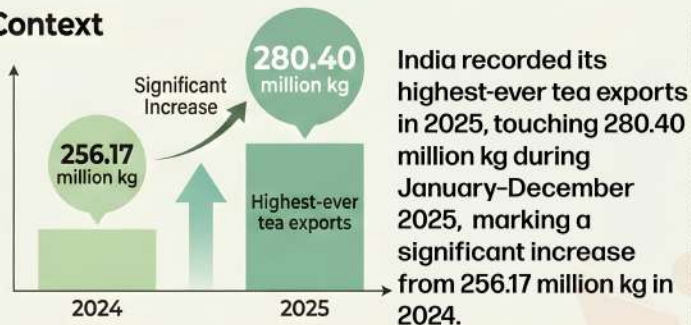 Context
280.40
million kg
Significant
Increase
256.17
million kg
Highest-ever
tea exports
2024
2025
India recorded its
highest-ever tea exports
in 2025, touching 280.40
million kg during
January–December
2025, marking a
significant increase
from 256.17 million kg in
2024.